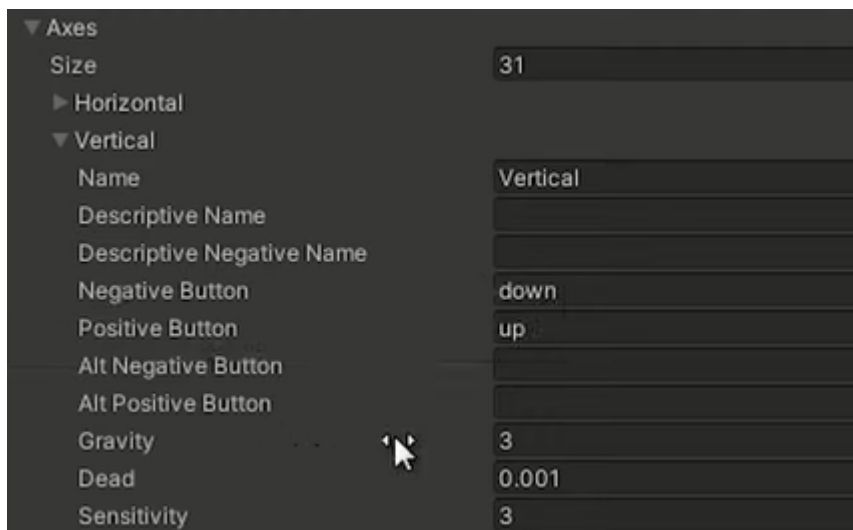 Axes
Size 31
Horizontal
Vertical
Name Vertical
Descriptive Name
Descriptive Negative Name
Negative Button down
Positive Button up
Alt Negative Button
Alt Positive Button
Gravity 3
Dead 0.001
Sensitivity 3